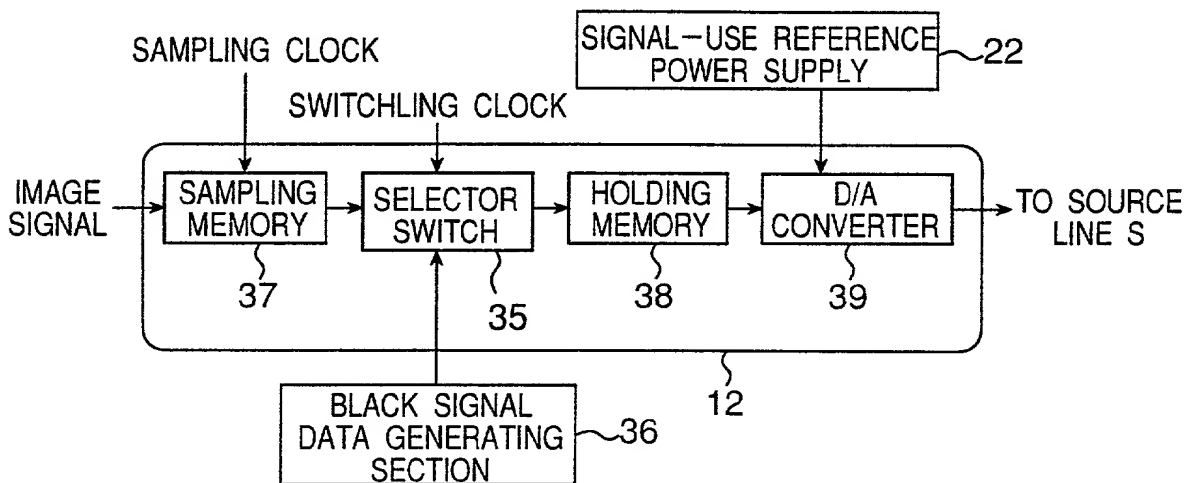 SAMPLING CLOCK
SIGNAL-USE REFERENCE
POWER SUPPLY
22
SWITCHLING CLOCK
IMAGE
SIGNAL
SAMPLING
MEMORY
SELECTOR
SWITCH
HOLDING
MEMORY
D/A
CONVERTER
TO SOURCE
LINE S
37
35
38
39
12
BLACK SIGNAL
DATA GENERATING
SECTION
36